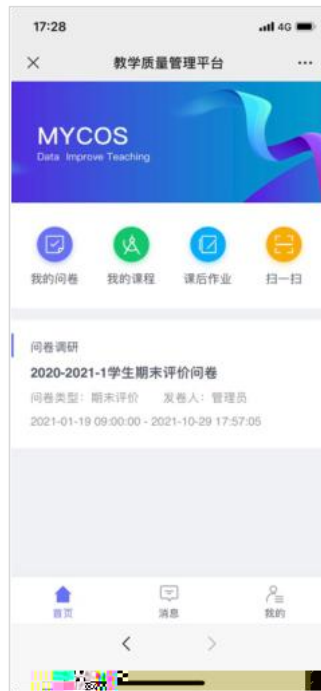 17:28
4G
教学质量管理平台
MYCOS
Data Improve Teaching
我的问卷 我的课程 课后作业 扫一扫
问卷调研
2020-2021-1学生期末评价问卷
问卷类型：期末评价 发卷人：管理员
2021-01-19 09:00:00 - 2021-10-29 17:57:05
首页 消息 我的